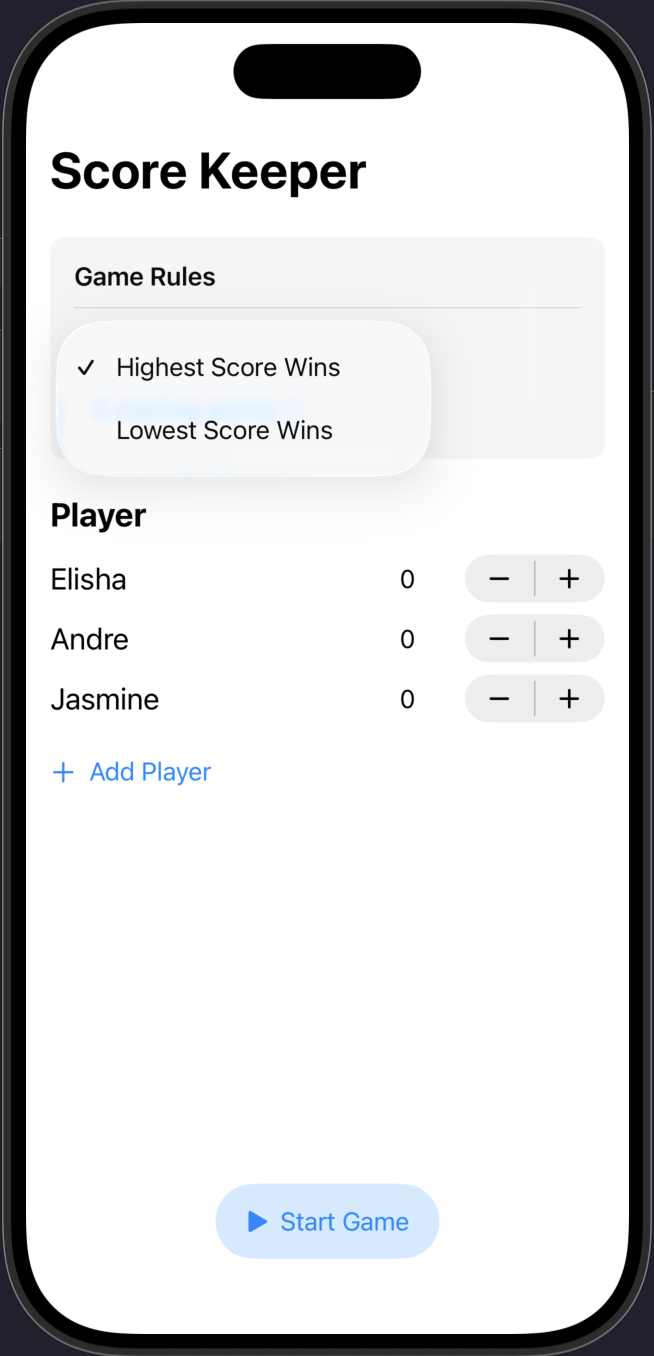 Score Keeper
Game Rules
✓ Highest Score Wins
Lowest Score Wins
Player
Elisha 0 − +
Andre 0 − +
Jasmine 0 − +
+ Add Player
Start Game